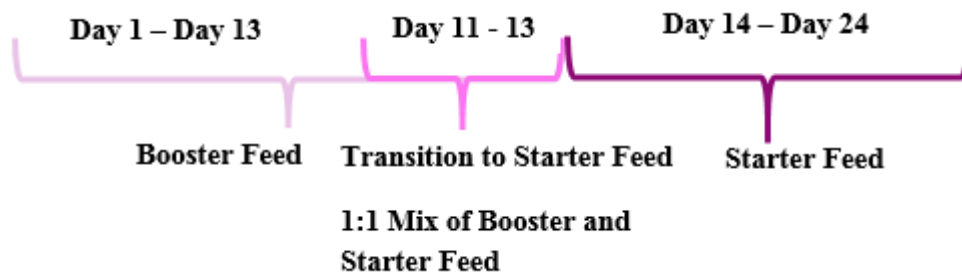 Day 1 – Day 13
Day 11 - 13
Day 14 – Day 24
Booster Feed
Transition to Starter Feed
Starter Feed
1:1 Mix of Booster and
Starter Feed